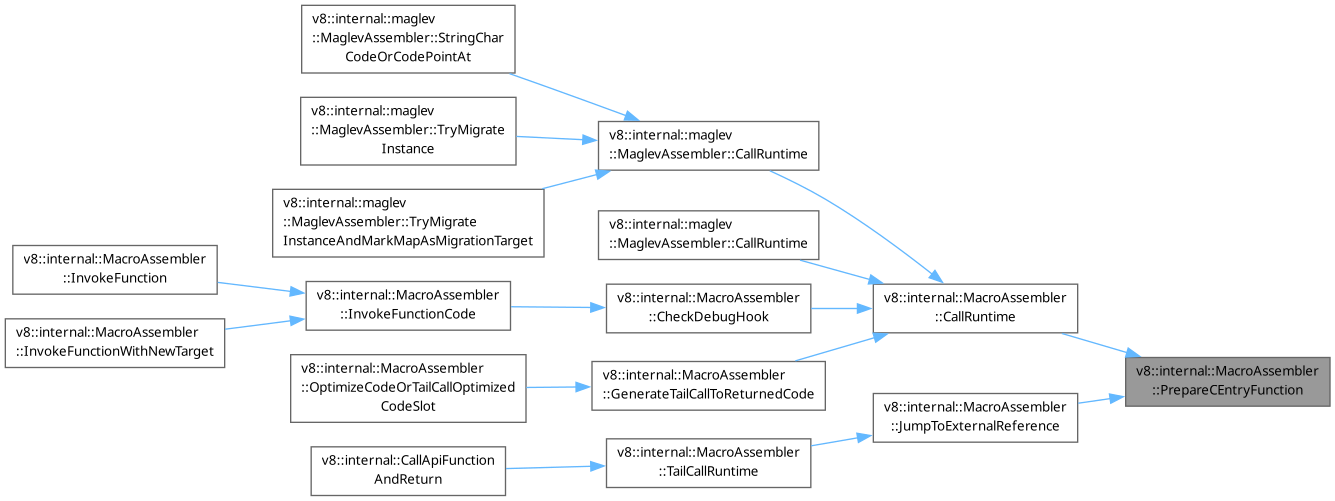 v8::internal::maglev
::MaglevAssembler::StringChar
CodeOrCodePointAt
v8::internal::maglev
::MaglevAssembler::TryMigrate
Instance
v8::internal::maglev
::MaglevAssembler::TryMigrate
InstanceAndMarkMapAsMigrationTarget
v8::internal::maglev
::MaglevAssembler::CallRuntime
v8::internal::maglev
::MaglevAssembler::CallRuntime
v8::internal::MacroAssembler
::InvokeFunction
v8::internal::MacroAssembler
::InvokeFunctionWithNewTarget
v8::internal::MacroAssembler
::InvokeFunctionCode
v8::internal::MacroAssembler
::CheckDebugHook
v8::internal::MacroAssembler
::CallRuntime
v8::internal::MacroAssembler
::OptimizeCodeOrTailCallOptimized
CodeSlot
v8::internal::MacroAssembler
::GenerateTailCallToReturnedCode
v8::internal::MacroAssembler
::PrepareCEntryFunction
v8::internal::MacroAssembler
::JumpToExternalReference
v8::internal::CallApiFunction
AndReturn
v8::internal::MacroAssembler
::TailCallRuntime